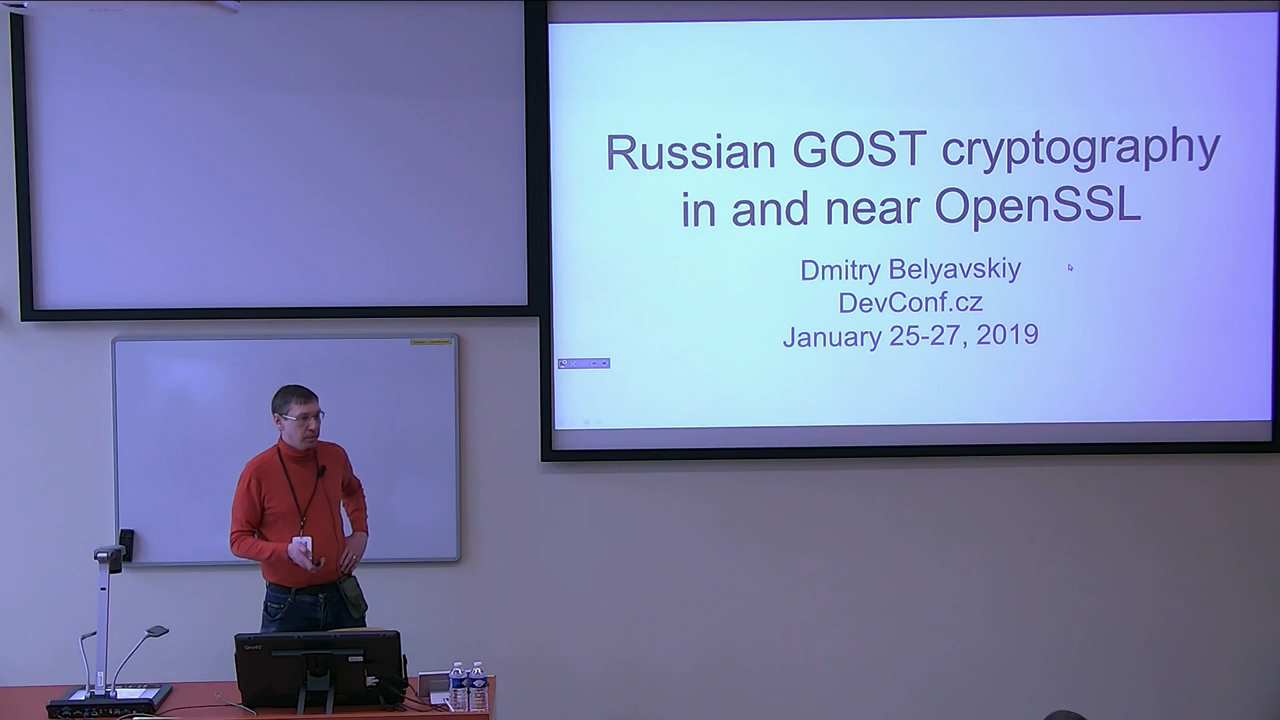 Russian GOST cryptography
in and near OpenSSL
Dmitry Belyavskiy
DevConf.cz
January 25-27, 2019